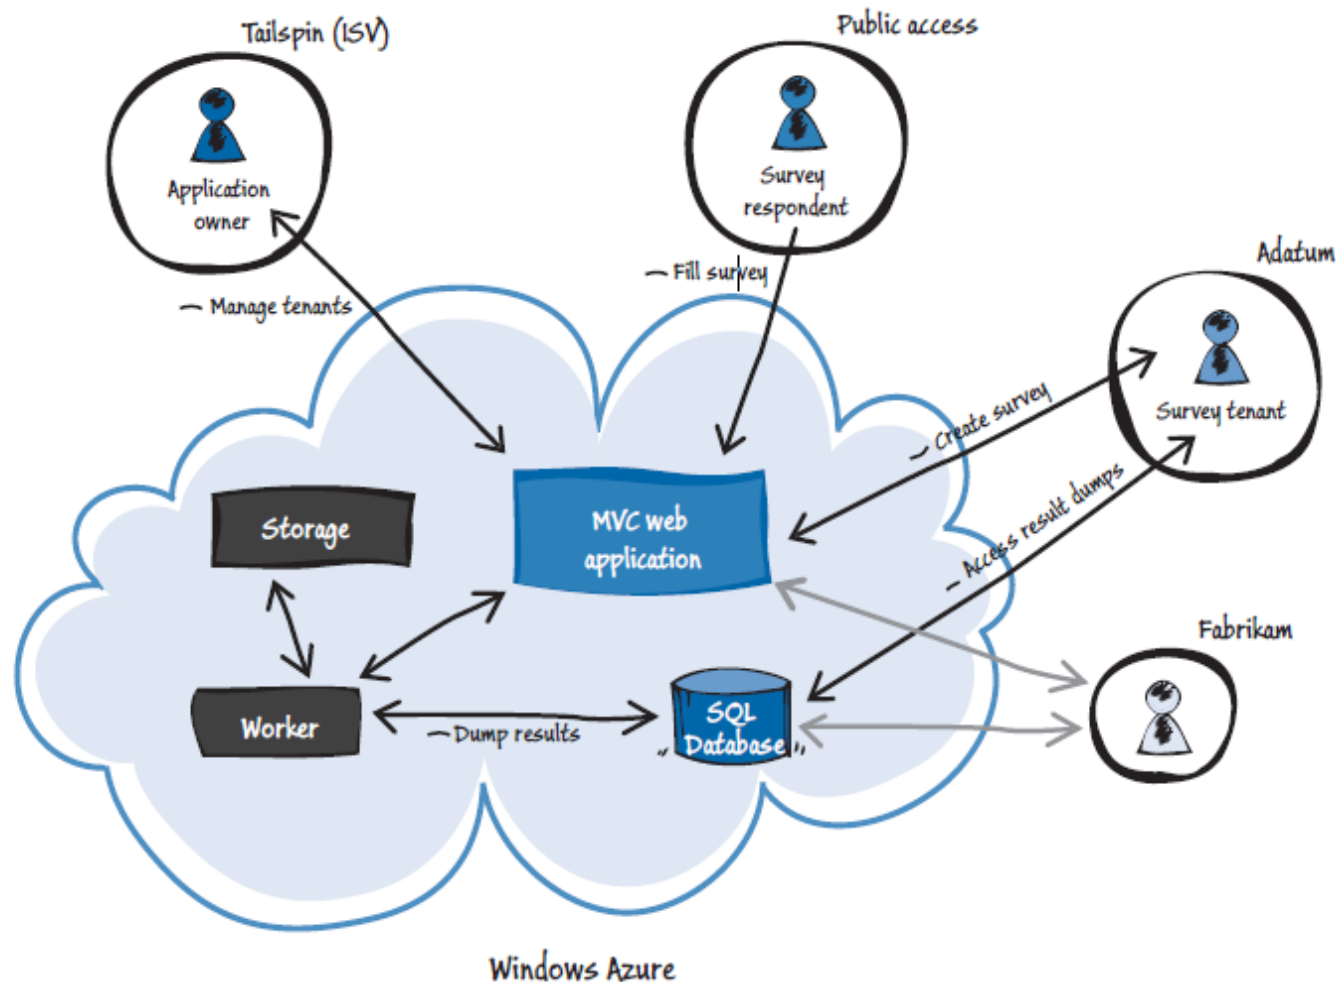 Tailspin (ISV)
Public access
Application
owner
Survey
respondent
Adatum
– Fill survey
– Manage tenants
Survey tenant
– Create survey
– Access result dumps
Storage
MVC web
application
Fabrikam
Worker
– Dump results
SQL
Database
Windows Azure